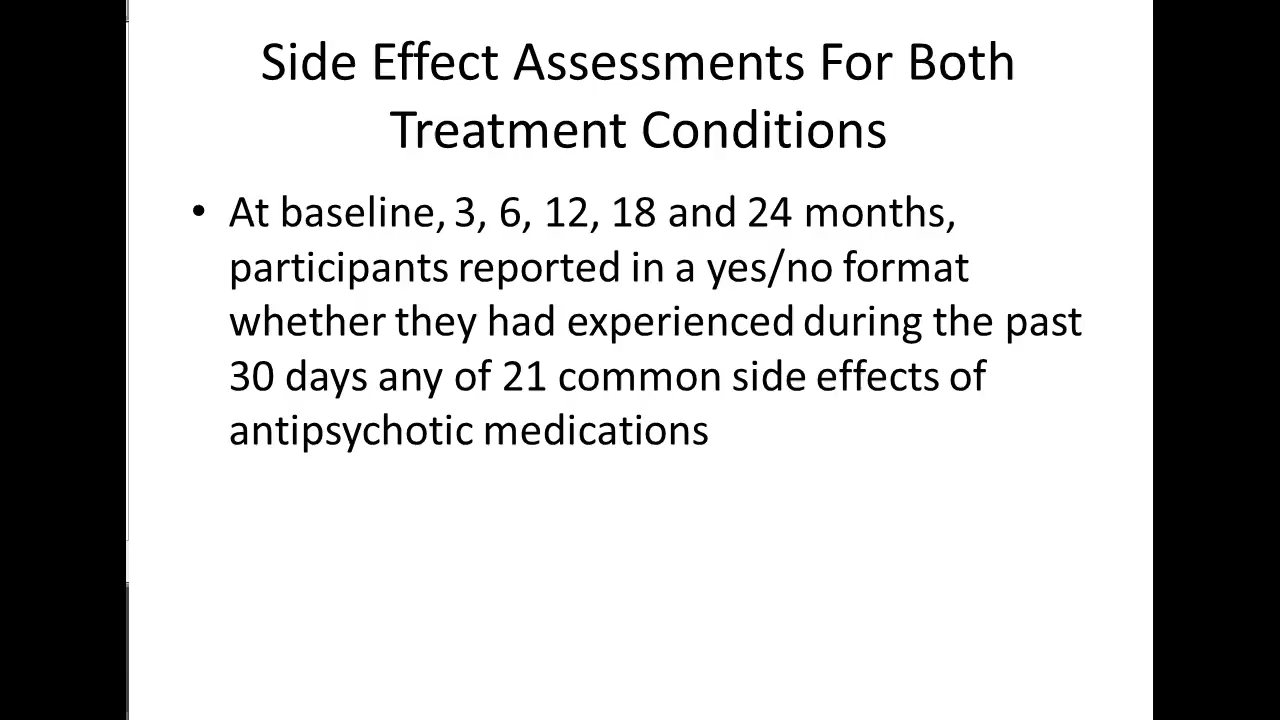 Side Effect Assessments For Both
Treatment Conditions
• At baseline, 3, 6, 12, 18 and 24 months,
participants reported in a yes/no format
whether they had experienced during the past
30 days any of 21 common side effects of
antipsychotic medications